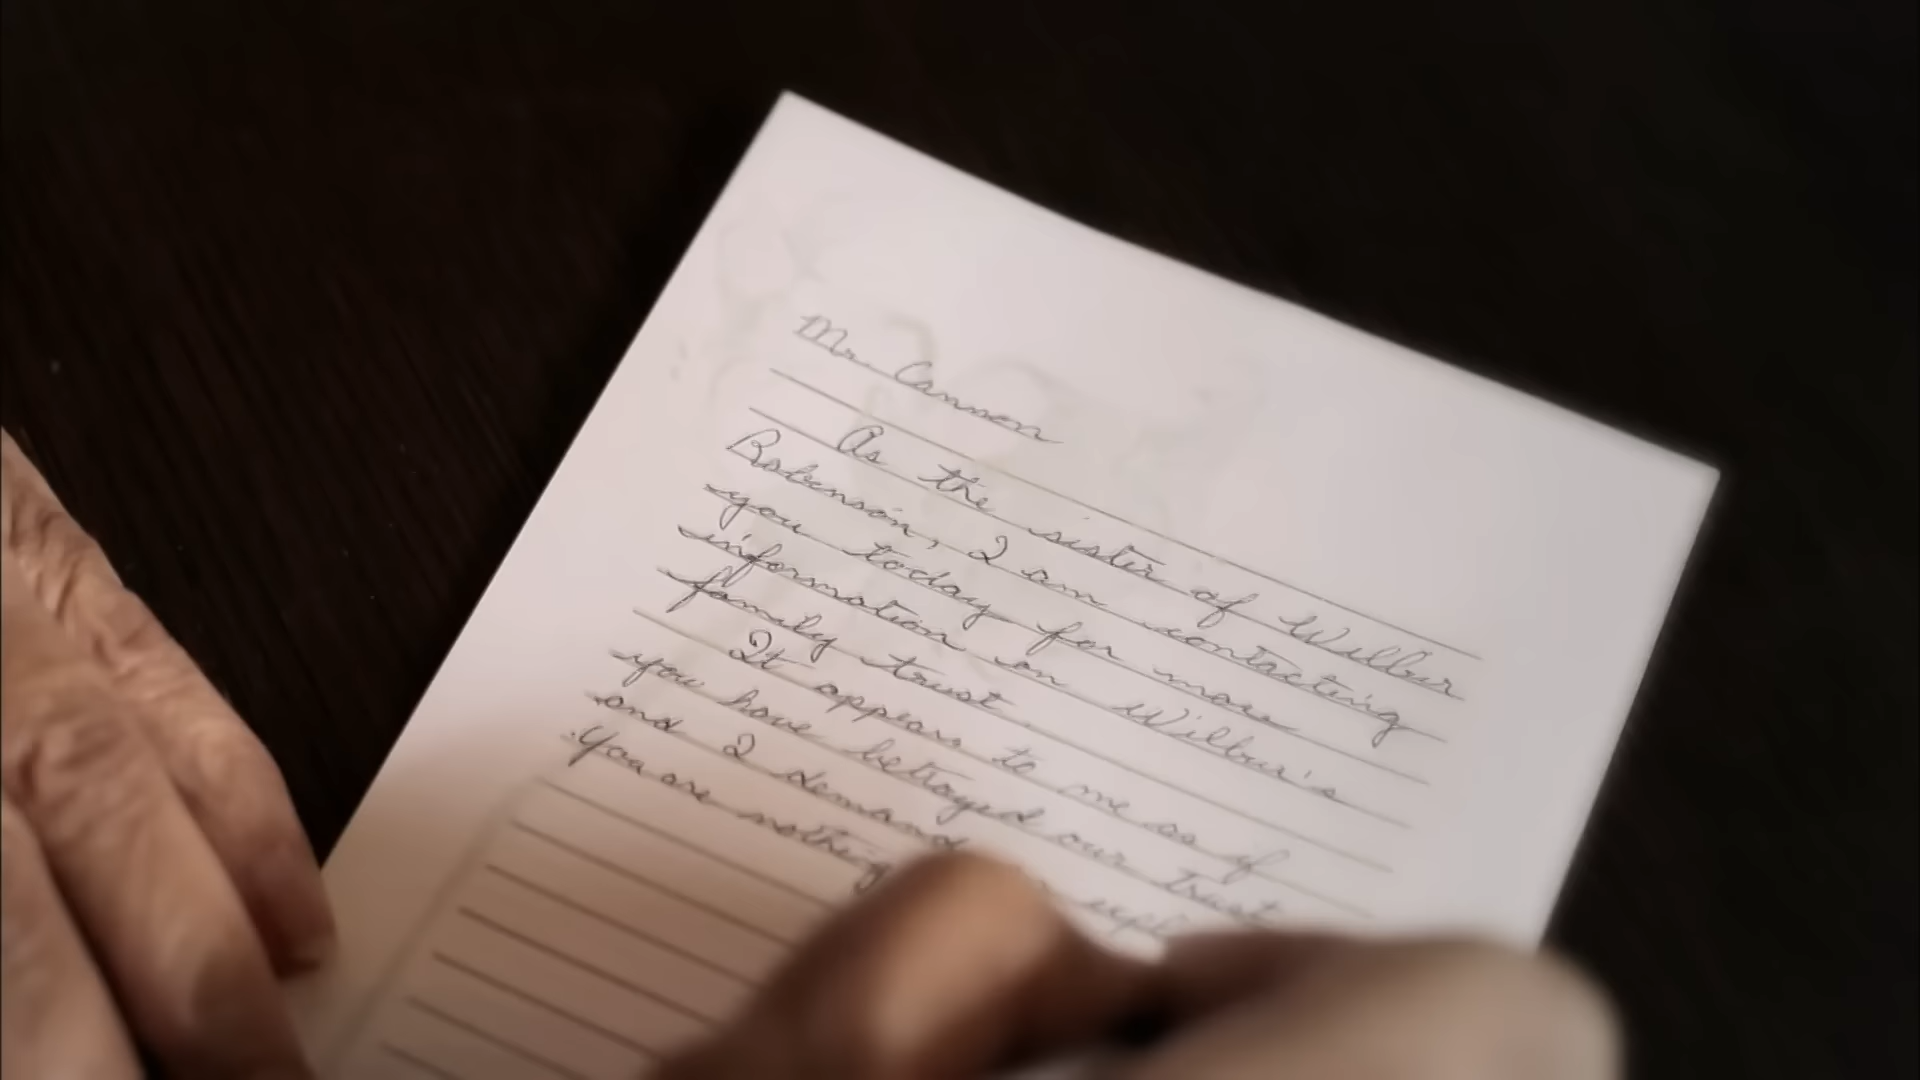 Mr Cannon
As the sister of Wilbur
Robinson, I am contacting
you today for more
information on Wilbur's
family trust.
It appears to me as if
you have betrayed our trust
and I demand
You are nothing